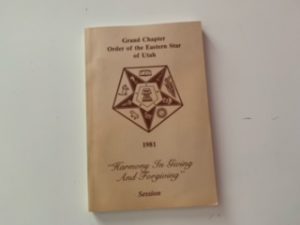 Grand Chapter
Order of the Eastern Star
of Utah
1981
"Harmony In Giving
And Forgiving"
Session